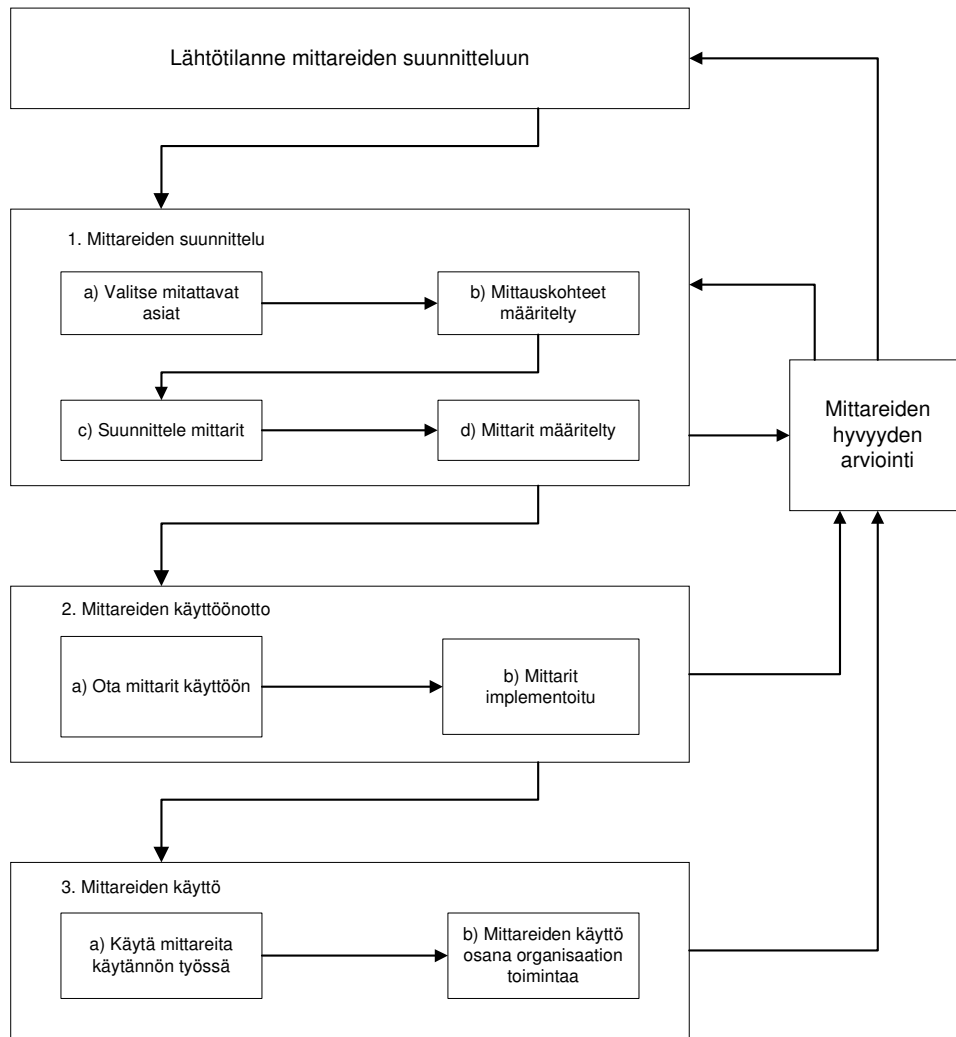 Lähtötilanne mittareiden suunnitteluun
1. Mittareiden suunnittelu
a) Valitse mitattavat
asiat
b) Mittauskohteet
määritelty
c) Suunnittele mittarit
d) Mittarit määritelty
Mittareiden
hyvyyden
arviointi
2. Mittareiden käyttöönotto
a) Ota mittarit käyttöön
b) Mittarit
implementoitu
3. Mittareiden käyttö
a) Käytä mittareita
käytännön työssä
b) Mittareiden käyttö
osana organisaation
toimintaa